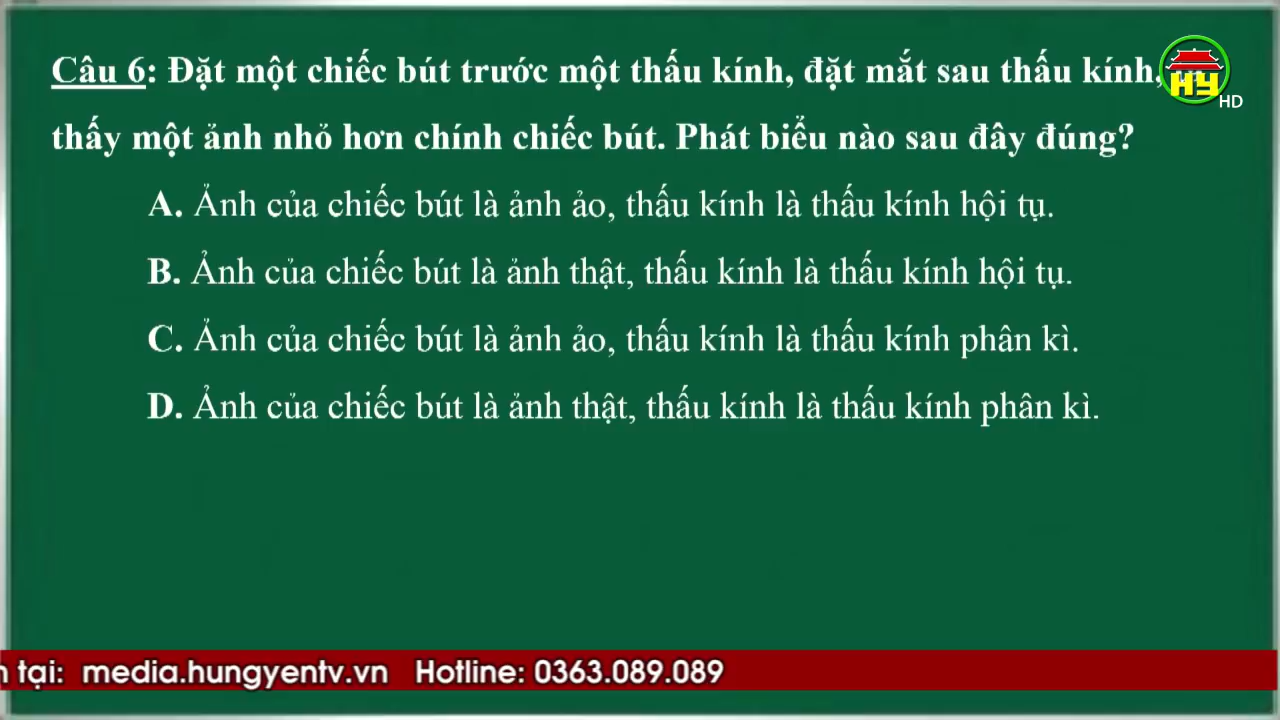 Câu 6: Đặt một chiếc bút trước một thấu kính, đặt mắt sau thấu kính,
HY
HD
thấy một ảnh nhỏ hơn chính chiếc bút. Phát biểu nào sau đây đúng?
A. Ảnh của chiếc bút là ảnh ảo, thấu kính là thấu kính hội tụ.
B. Ảnh của chiếc bút là ảnh thật, thấu kính là thấu kính hội tụ.
C. Ảnh của chiếc bút là ảnh ảo, thấu kính là thấu kính phân kì.
D. Ảnh của chiếc bút là ảnh thật, thấu kính là thấu kính phân kì.
tại: media.hungyentv.vn Hotline: 0363.089.089